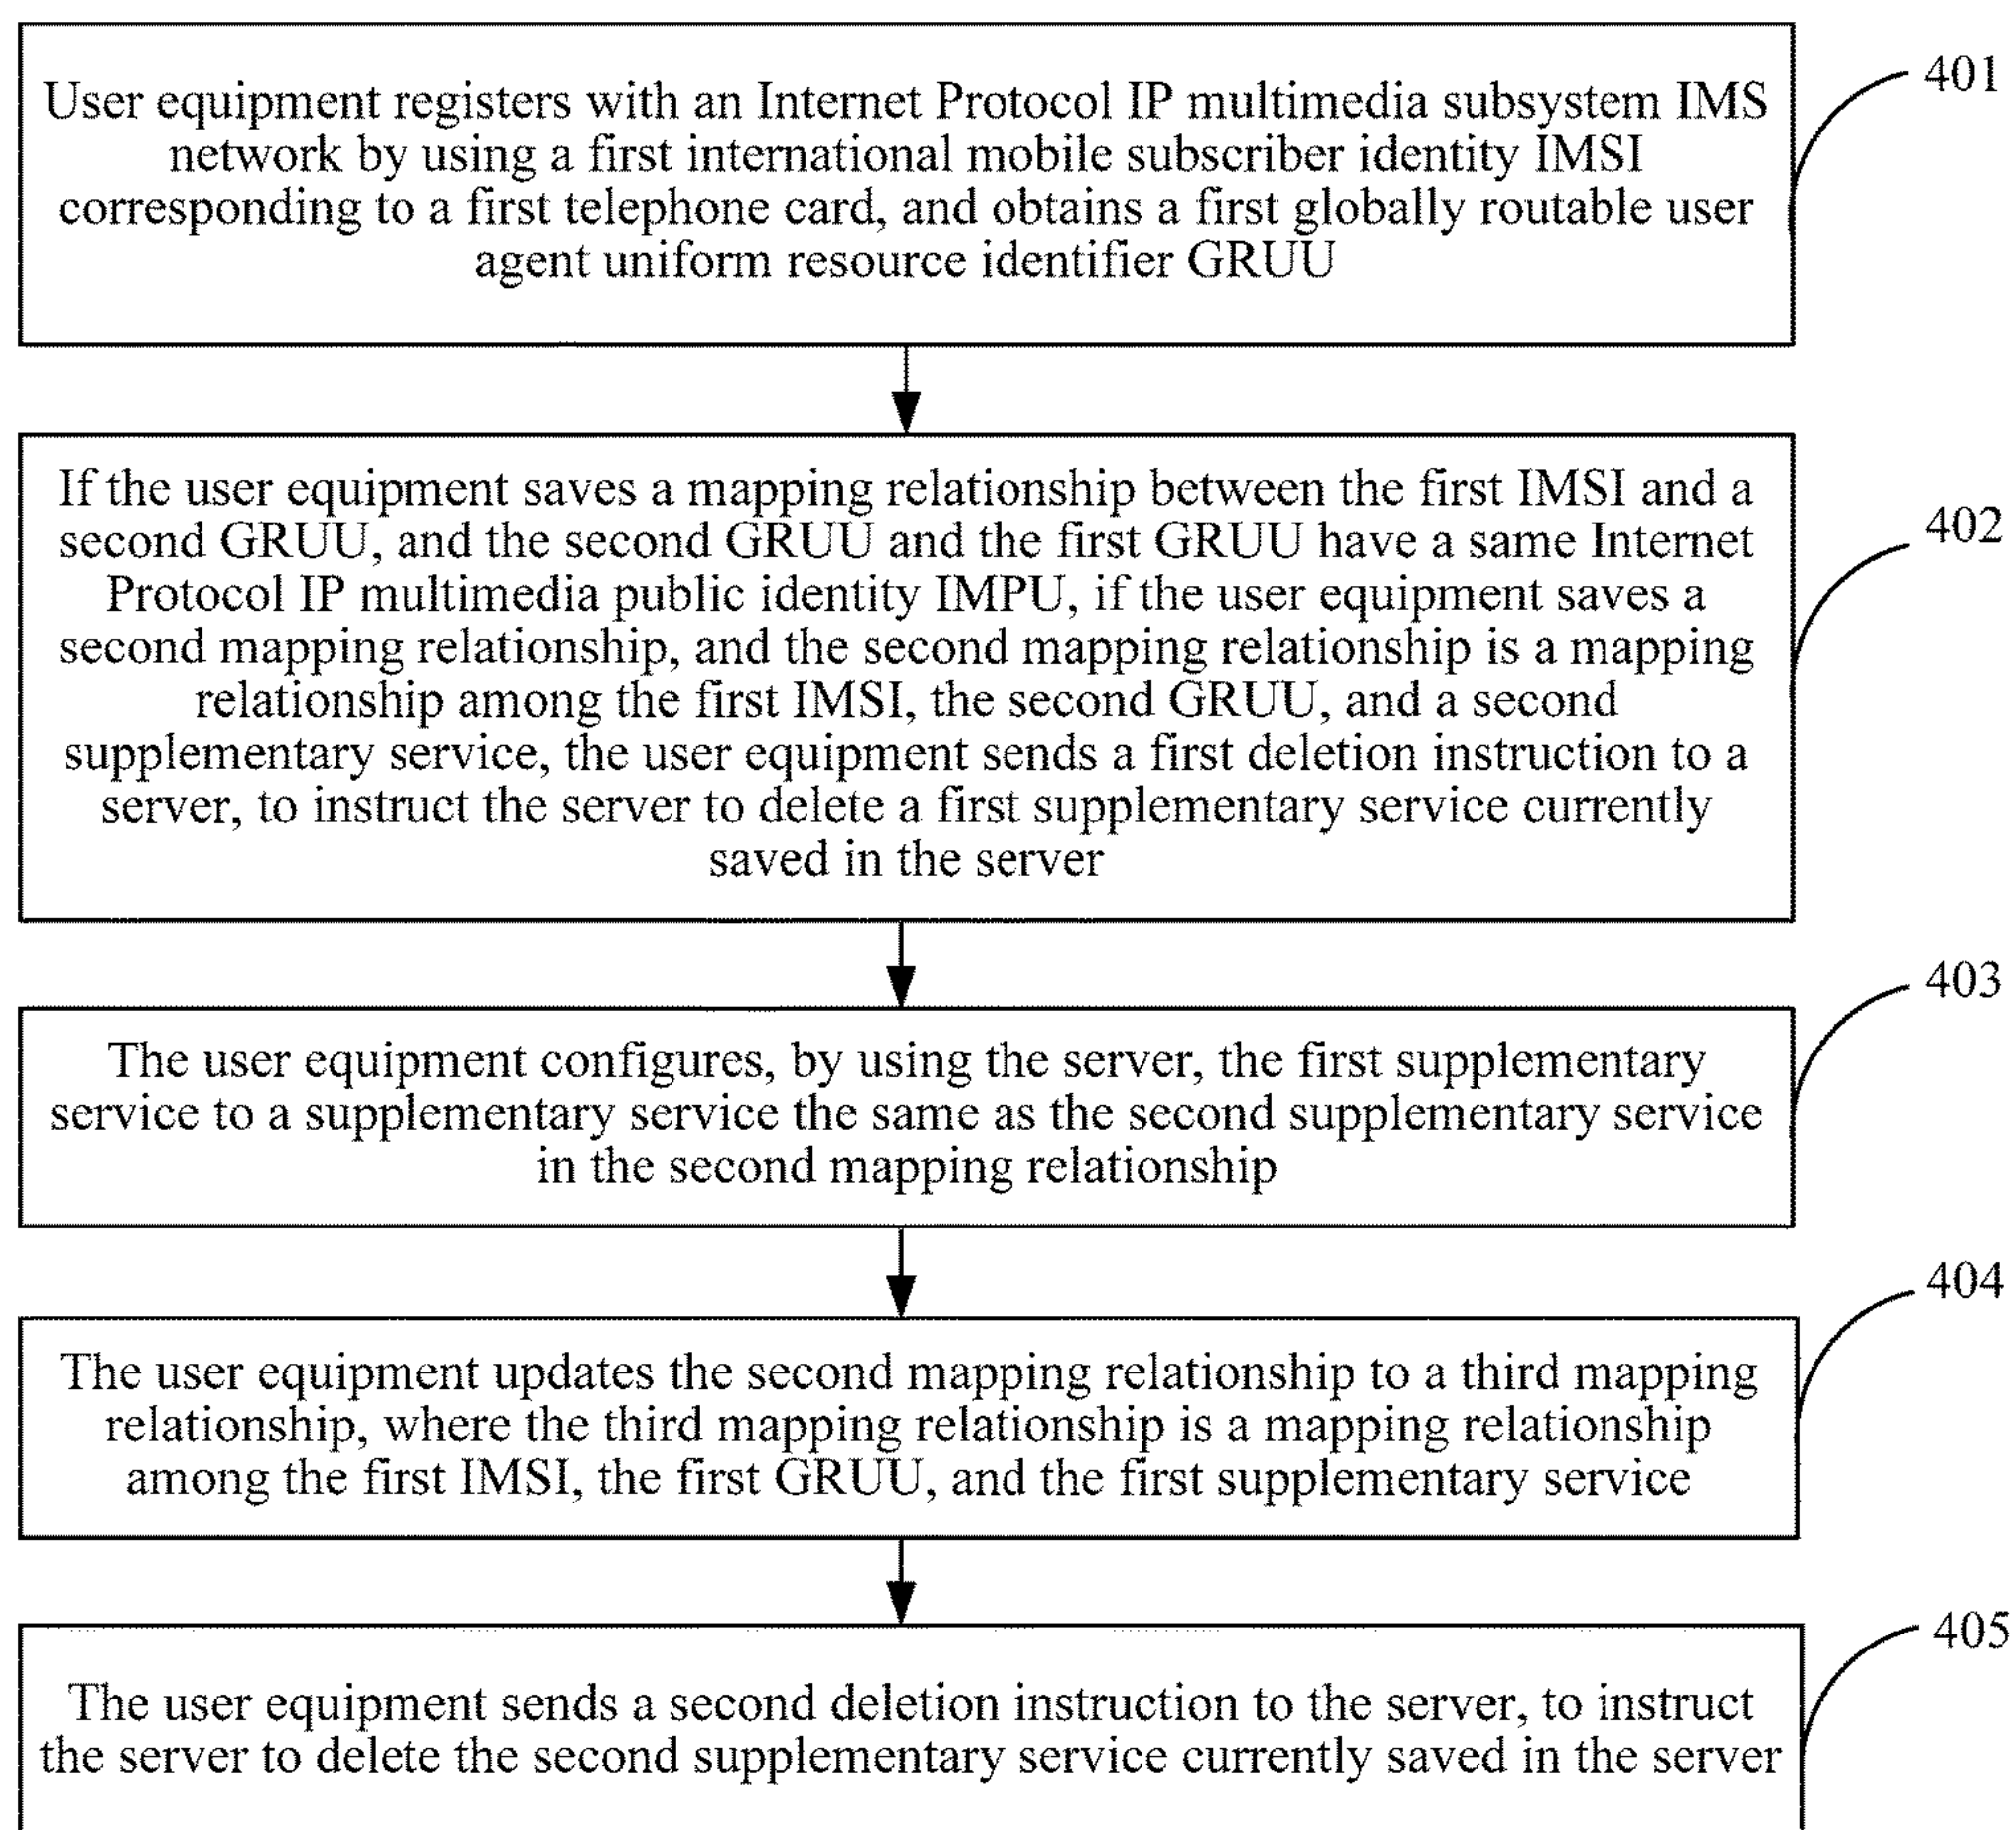 User equipment registers with an Internet Protocol IP multimedia subsystem IMS
network by using a first international mobile subscriber identity IMSI
corresponding to a first telephone card, and obtains a first globally routable user
agent uniform resource identifier GRUU
401
If the user equipment saves a mapping relationship between the first IMSI and a
second GRUU, and the second GRUU and the first GRUU have a same Internet
Protocol IP multimedia public identity IMPU, if the user equipment saves a
second mapping relationship, and the second mapping relationship is a mapping
relationship among the first IMSI, the second GRUU, and a second
supplementary service, the user equipment sends a first deletion instruction to a
server, to instruct the server to delete a first supplementary service currently
saved in the server
402
The user equipment configures, by using the server, the first supplementary
service to a supplementary service the same as the second supplementary service
in the second mapping relationship
403
The user equipment updates the second mapping relationship to a third mapping
relationship, where the third mapping relationship is a mapping relationship
among the first IMSI, the first GRUU, and the first supplementary service
404
The user equipment sends a second deletion instruction to the server, to instruct
the server to delete the second supplementary service currently saved in the server
405